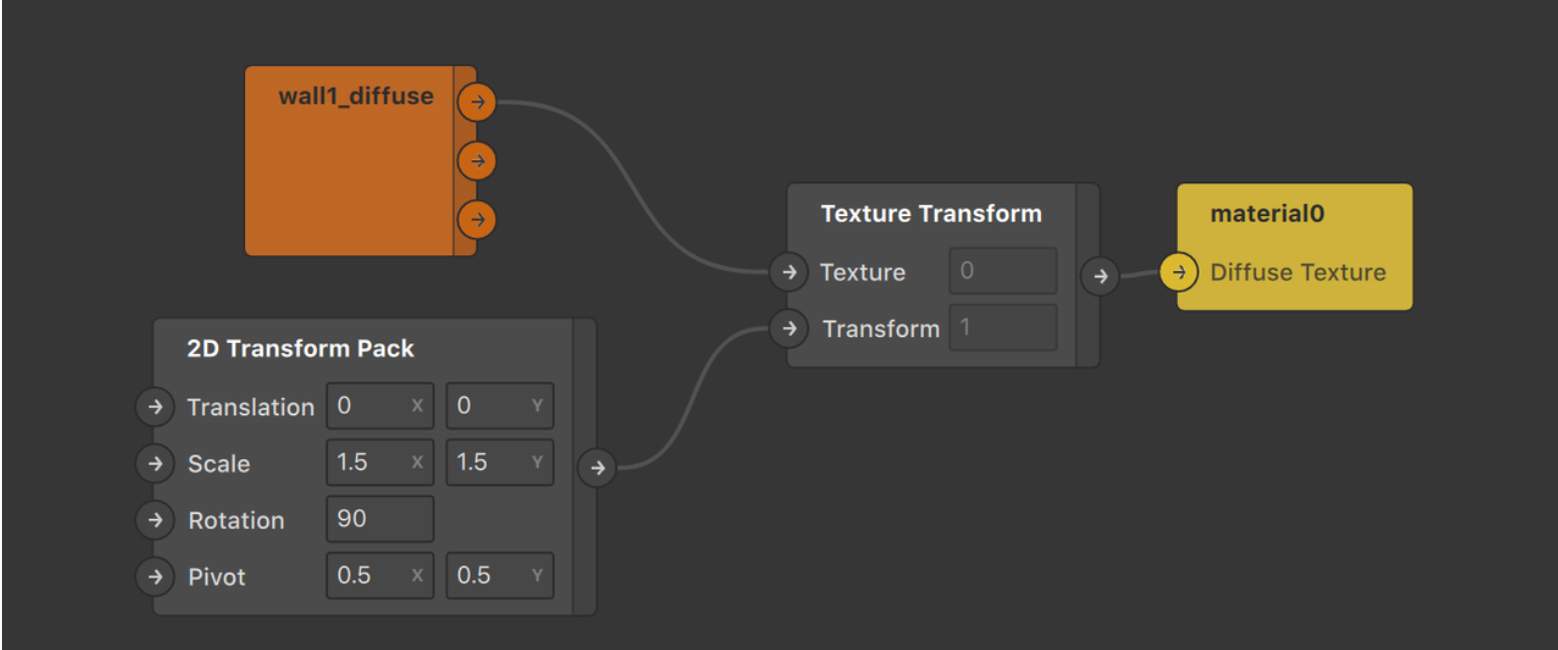 wall1_diffuse
2D Transform Pack
Translation 0 X 0 Y
Scale 1.5 X 1.5 Y
Rotation 90
Pivot 0.5 X 0.5 Y
Texture Transform
Texture 0
Transform 1
material0
Diffuse Texture